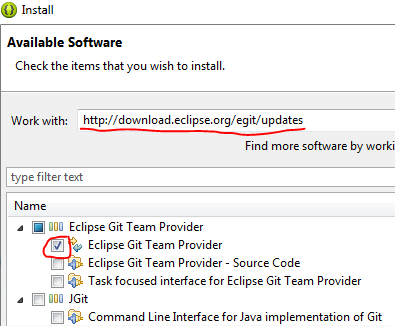 Install
Available Software
Check the items that you wish to install.
Work with: http://download.eclipse.org/egit/updates
Find more software by worki
type filter text
Name
Eclipse Git Team Provider
Eclipse Git Team Provider
Eclipse Git Team Provider - Source Code
Task focused interface for Eclipse Git Team Provider
JGit
Command Line Interface for Java implementation of Git